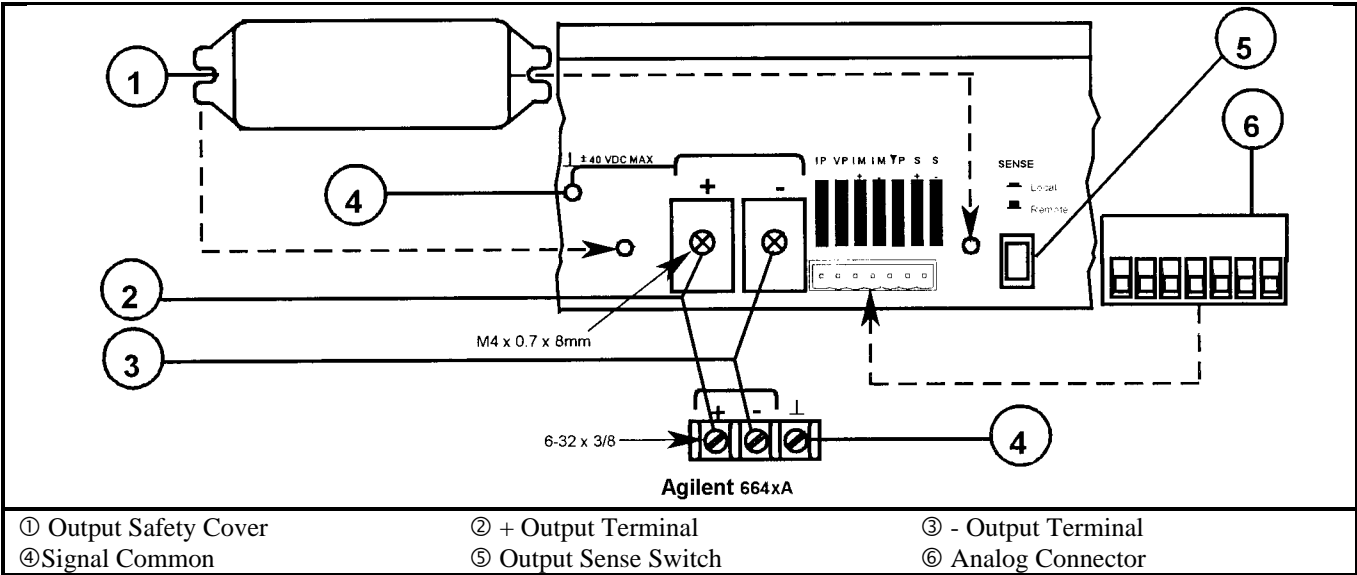 1
5
6
4
⊥ ± 40 VDC MAX
+ -
IP VP IM IM ▼P S S
+ - + -
SENSE
Local
Remote
2
M4 x 0.7 x 8mm
3
+ - ⊥
6-32 x 3/8
4
Agilent 664xA
① Output Safety Cover ② + Output Terminal ③ - Output Terminal
④Signal Common ⑤ Output Sense Switch ⑥ Analog Connector